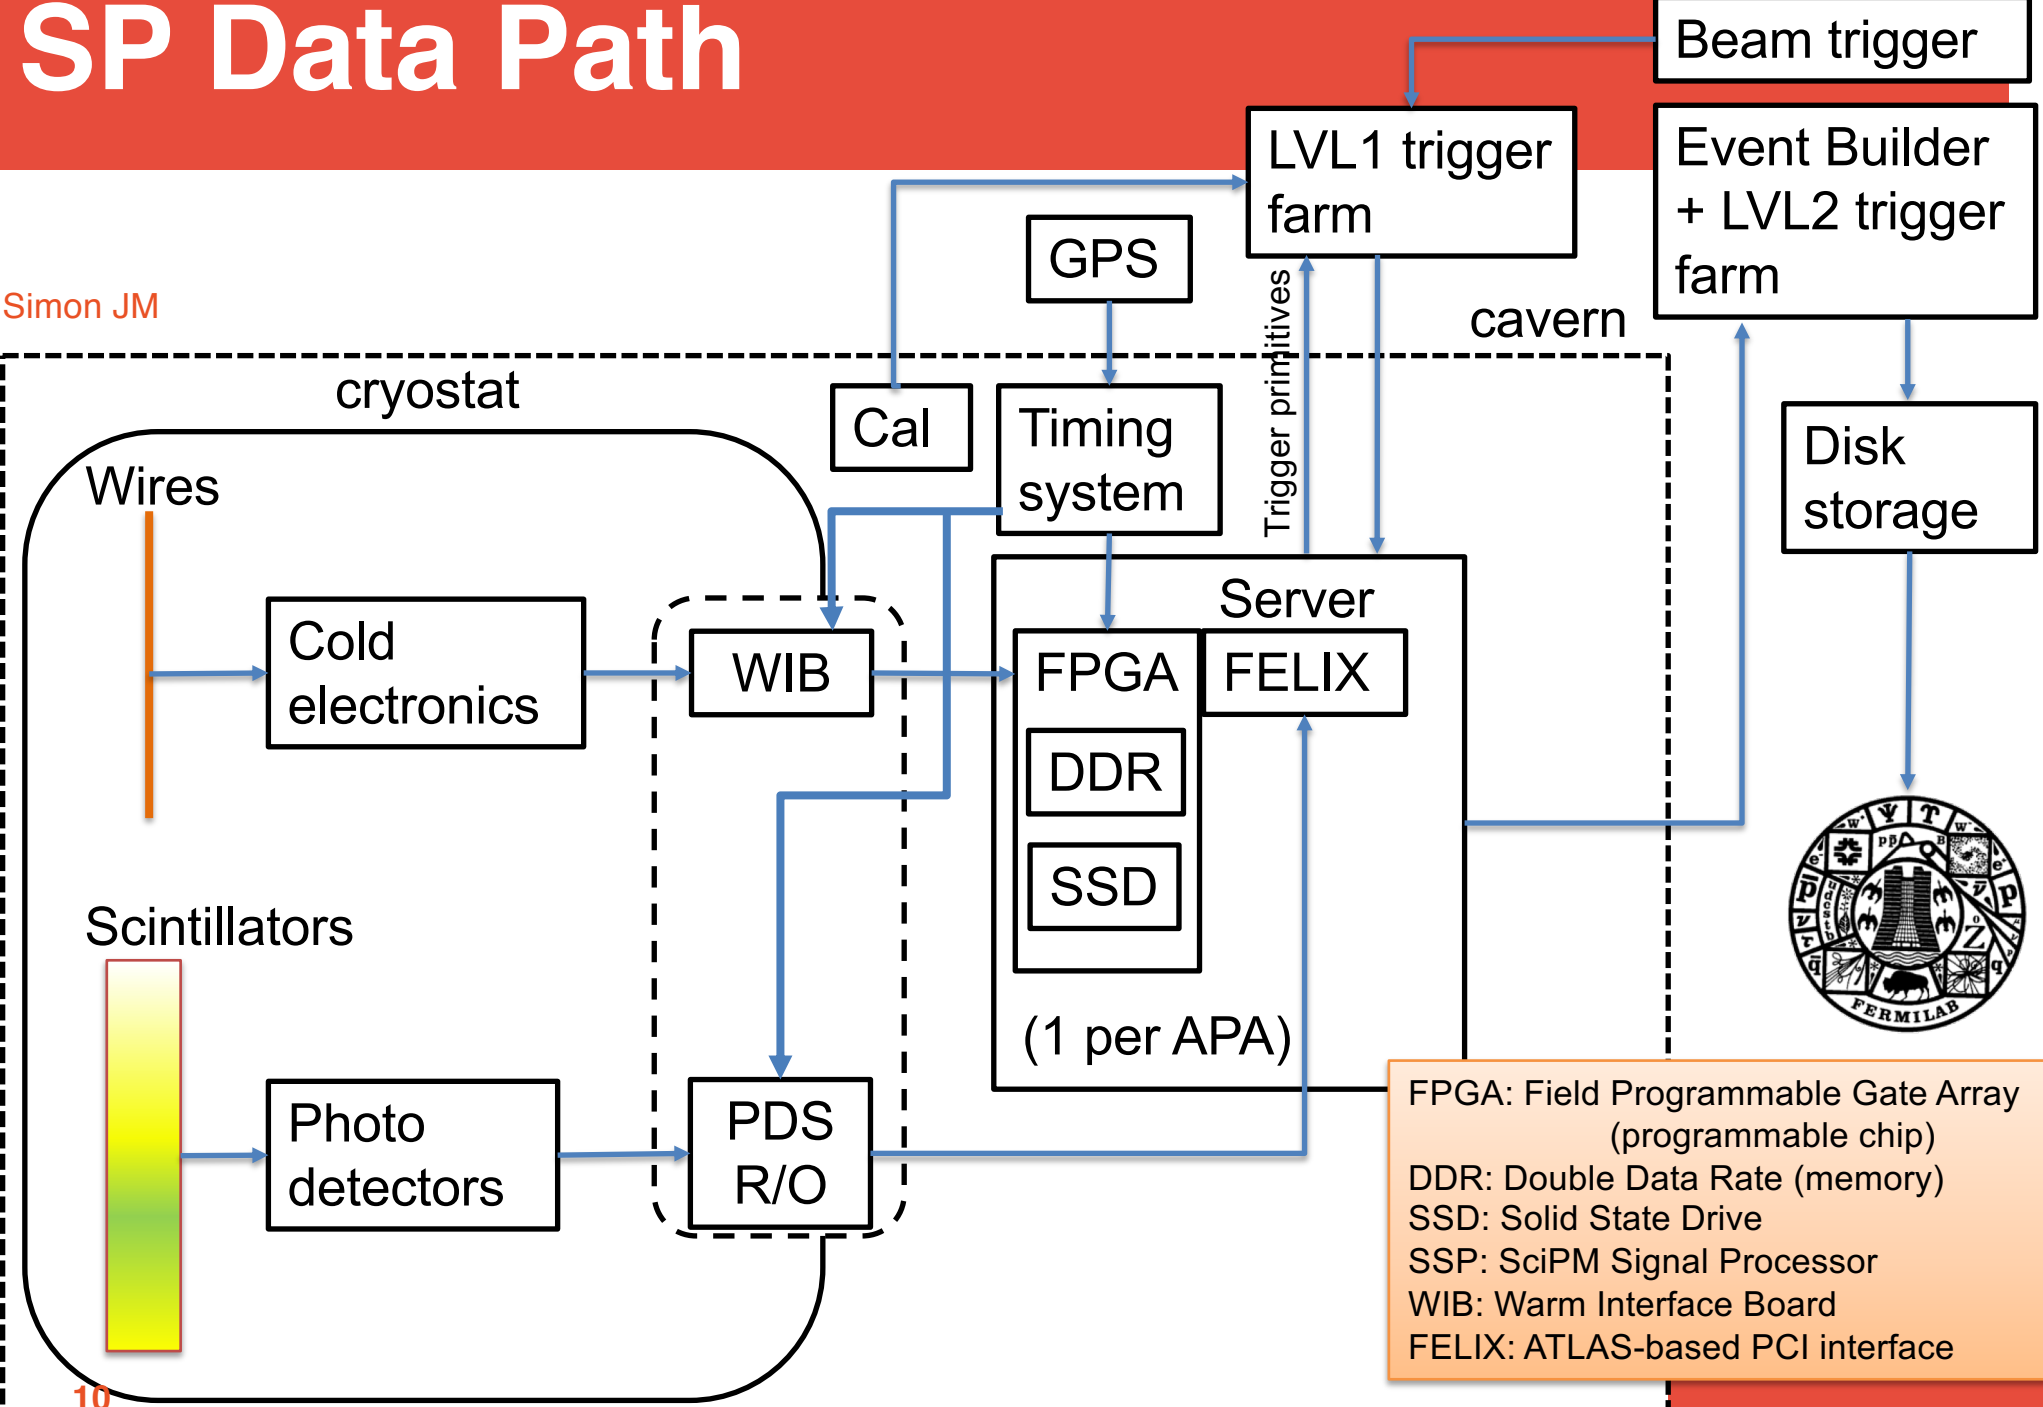 SP Data Path
Beam trigger
LVL1 trigger
farm
Event Builder
+ LVL2 trigger
farm
GPS
Simon JM
cavern
Trigger primitives
cryostat
Cal
Timing
system
Disk
storage
Wires
Server
Cold
electronics
WIB
FPGA
FELIX
DDR
SSD
Scintillators
(1 per APA)
Photo
detectors
PDS
R/O
FERMILAB
FPGA: Field Programmable Gate Array
(programmable chip)
DDR: Double Data Rate (memory)
SSD: Solid State Drive
SSP: SciPM Signal Processor
WIB: Warm Interface Board
FELIX: ATLAS-based PCI interface
10